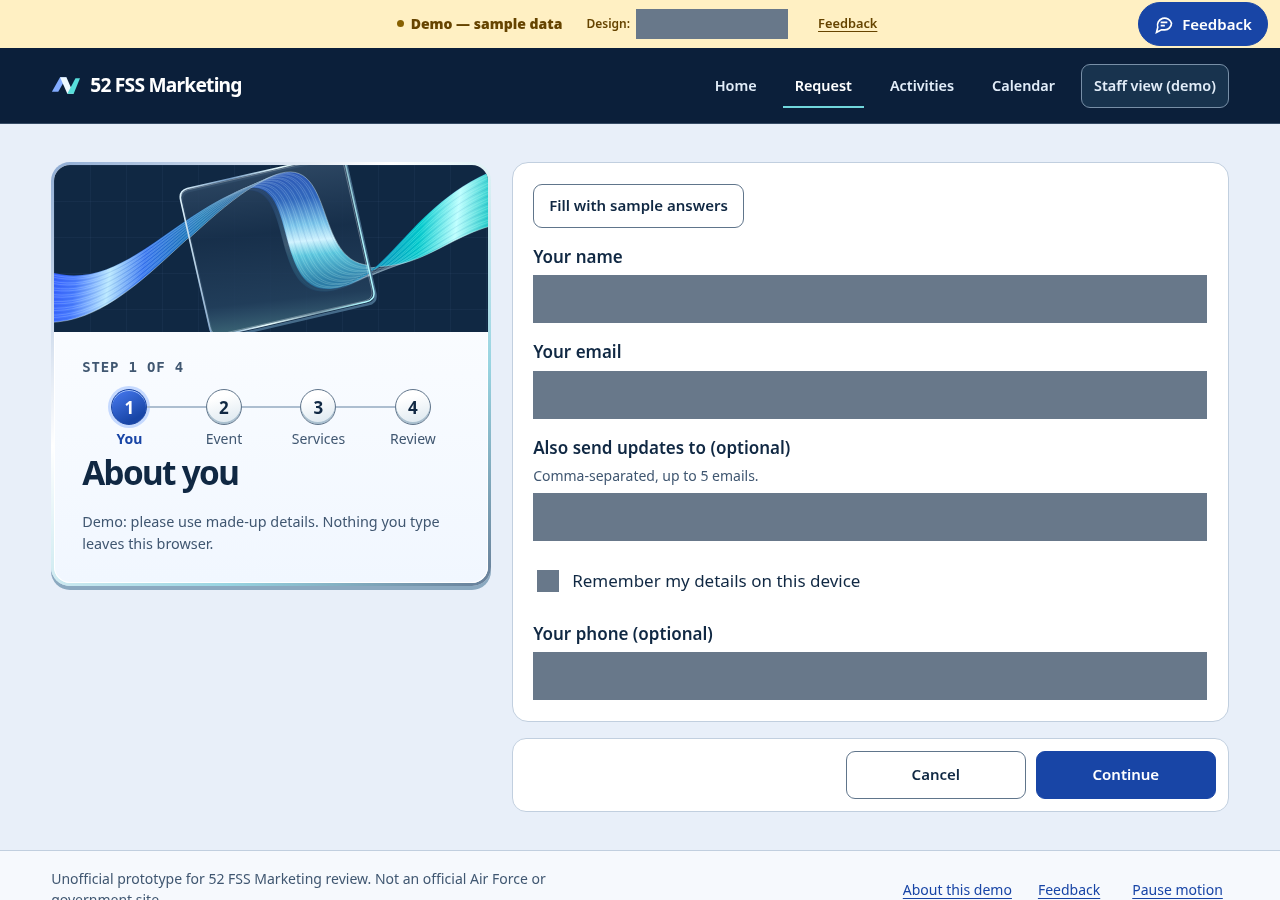 Demo — sample data
Design:
Feedback
Feedback
52 FSS Marketing
Home
Request
Activities
Calendar
Staff view (demo)
STEP 1 OF 4
1
2
3
4
You
Event
Services
Review
About you
Demo: please use made-up details. Nothing you type
leaves this browser.
Fill with sample answers
Your name
Your email
Also send updates to (optional)
Comma-separated, up to 5 emails.
Remember my details on this device
Your phone (optional)
Cancel
Continue
Unofficial prototype for 52 FSS Marketing review. Not an official Air Force or
government site.
About this demo
Feedback
Pause motion